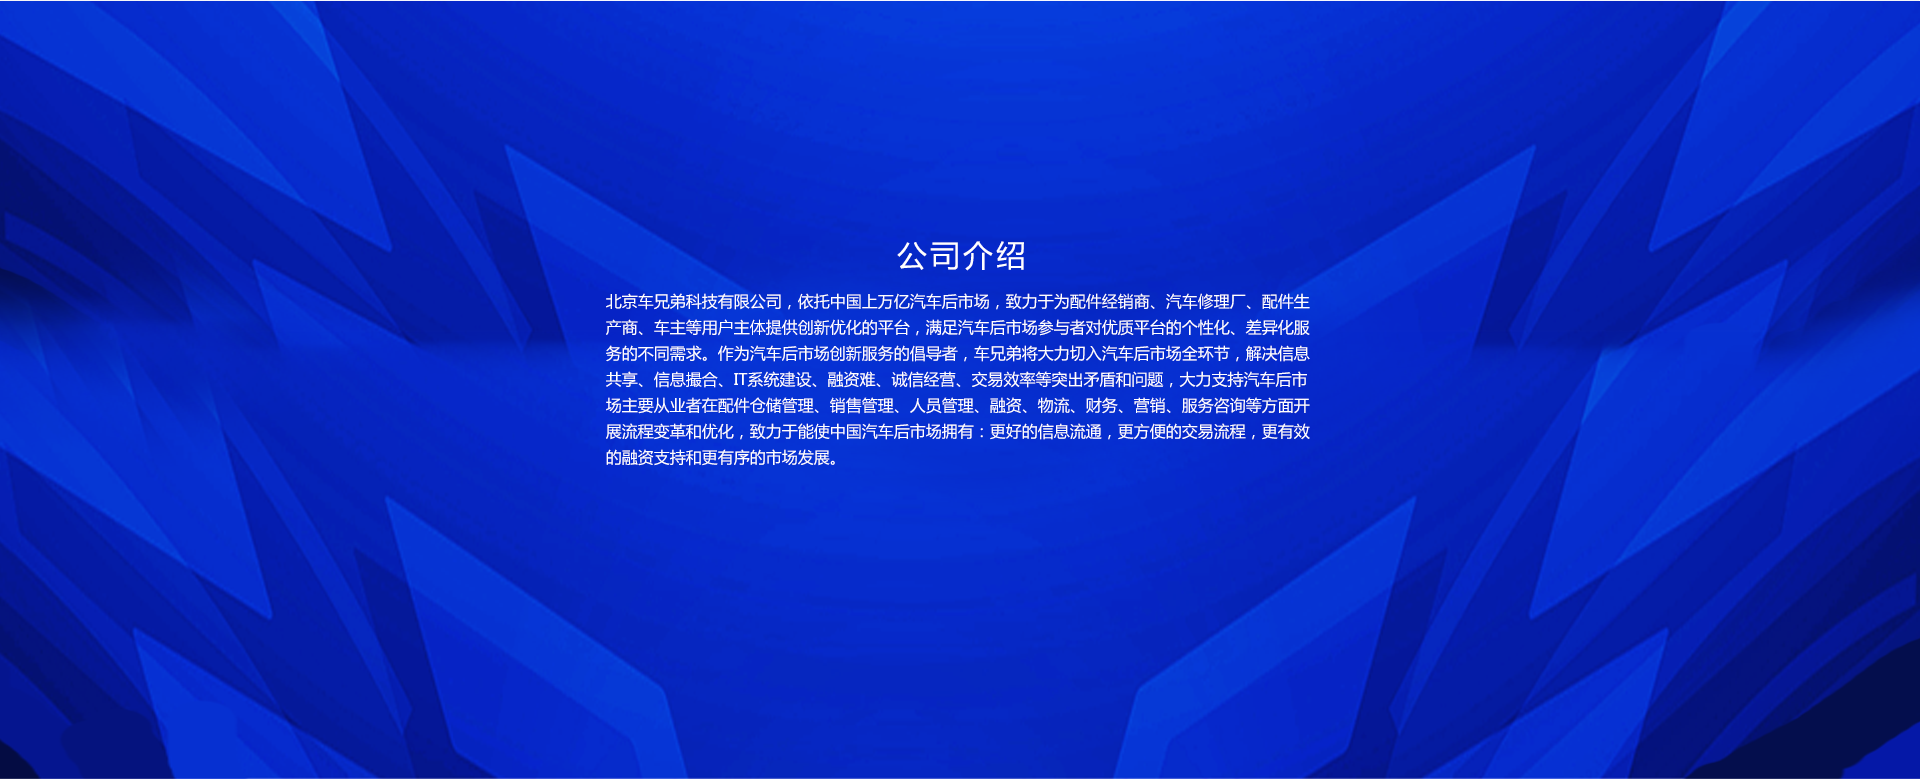 公司介绍
北京车兄弟科技有限公司，依托中国上万亿汽车后市场，致力于为配件经销商、汽车修理厂、配件生
产商、车主等用户主体提供创新优化的平台，满足汽车后市场参与者对优质平台的个性化、差异化服
务的不同需求。作为汽车后市场创新服务的倡导者，车兄弟将大力切入汽车后市场全环节，解决信息
共享、信息撮合、IT系统建设、融资难、诚信经营、交易效率等突出矛盾和问题，大力支持汽车后市
场主要从业者在配件仓储管理、销售管理、人员管理、融资、物流、财务、营销、服务咨询等方面开
展流程变革和优化，致力于能使中国汽车后市场拥有：更好的信息流通，更方便的交易流程，更有效
的融资支持和更有序的市场发展。